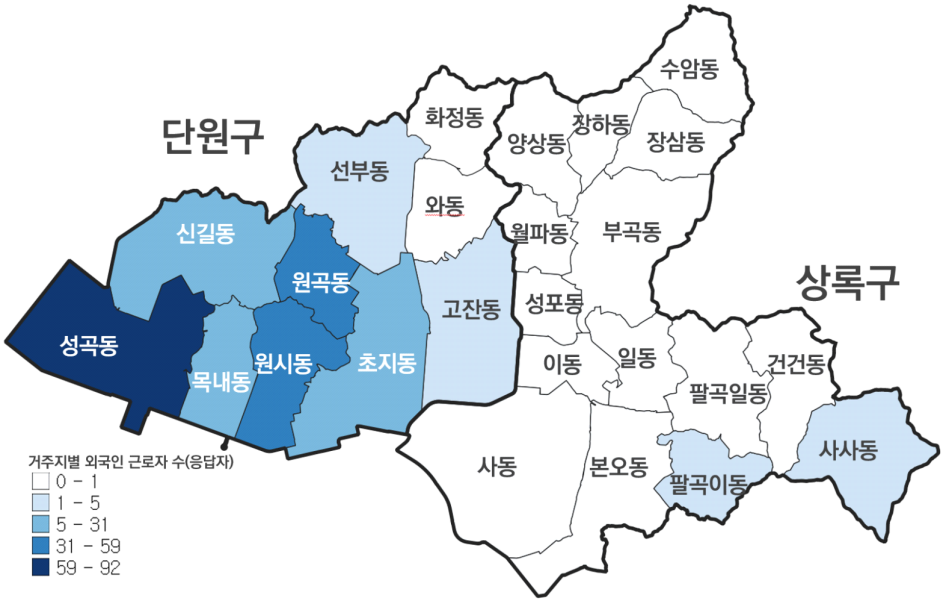 수암동
화정동
장하동
단원구
양상동
장삼동
선부동
와동
신길동
월파동
부곡동
원곡동
상록구
성포동
고잔동
성곡동
원시동
초지동
이동
일동
건건동
목내동
팔곡일동
사사동
거주지별 외국인 근로자 수(응답자)
사동
본오동
팔곡이동
0 - 1
1 - 5
5 - 31
31 - 59
59 - 92